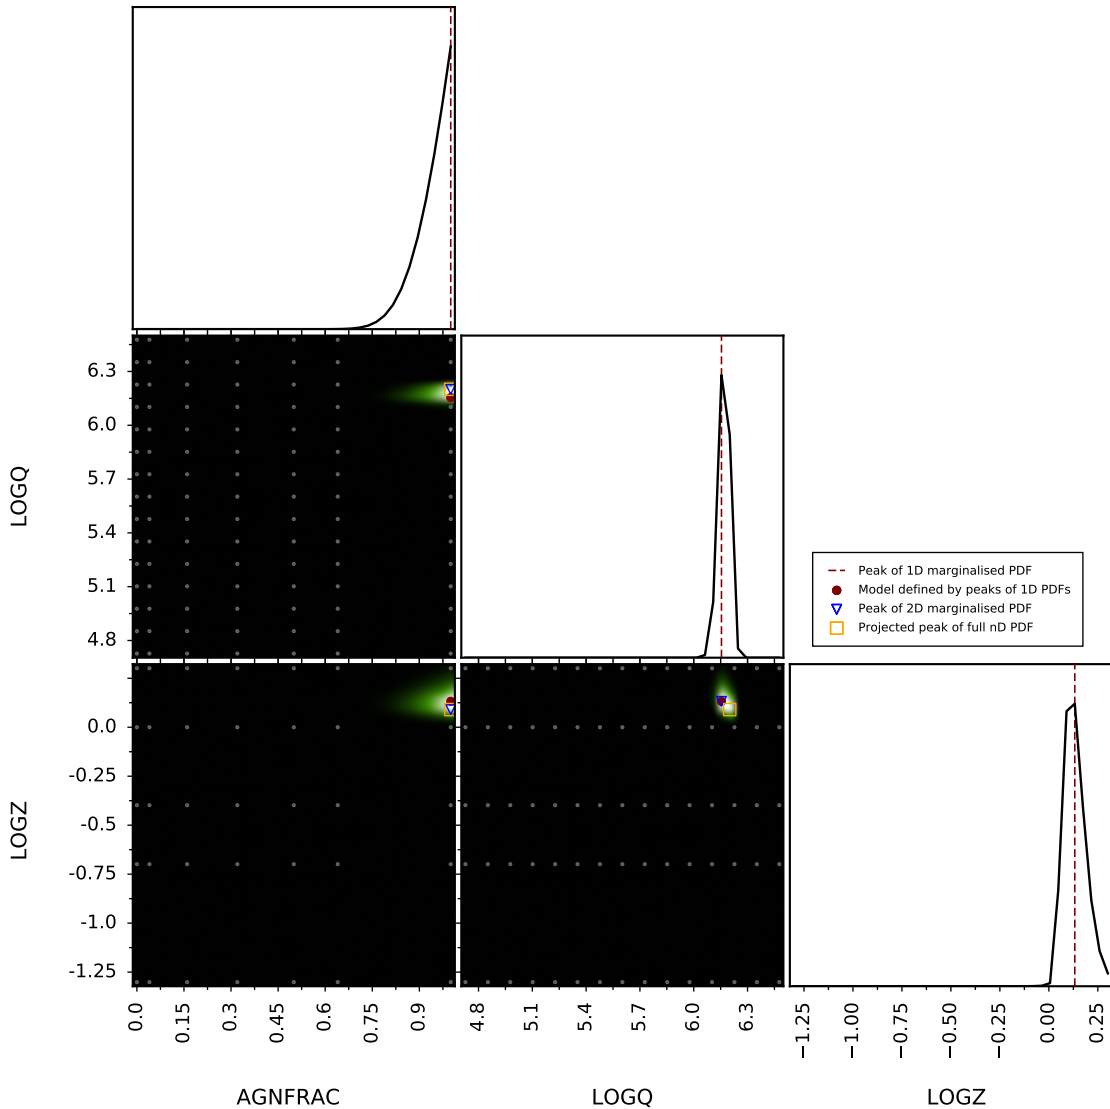 LOGQ
6.3
6.0
5.7
5.4
5.1
4.8
Peak of 1D marginalised PDF
Model defined by peaks of 1D PDFs
Peak of 2D marginalised PDF
Projected peak of full nD PDF
LOGZ
0.0
-0.25
-0.5
-0.75
-1.0
-1.25
0.0 0.15 0.3 0.45 0.6 0.75 0.9 4.8 5.1 5.4 5.7 6.0 6.3 −1.25 −1.00 −0.75 −0.50 −0.25 0.00 0.25
AGNFRAC LOGQ LOGZ